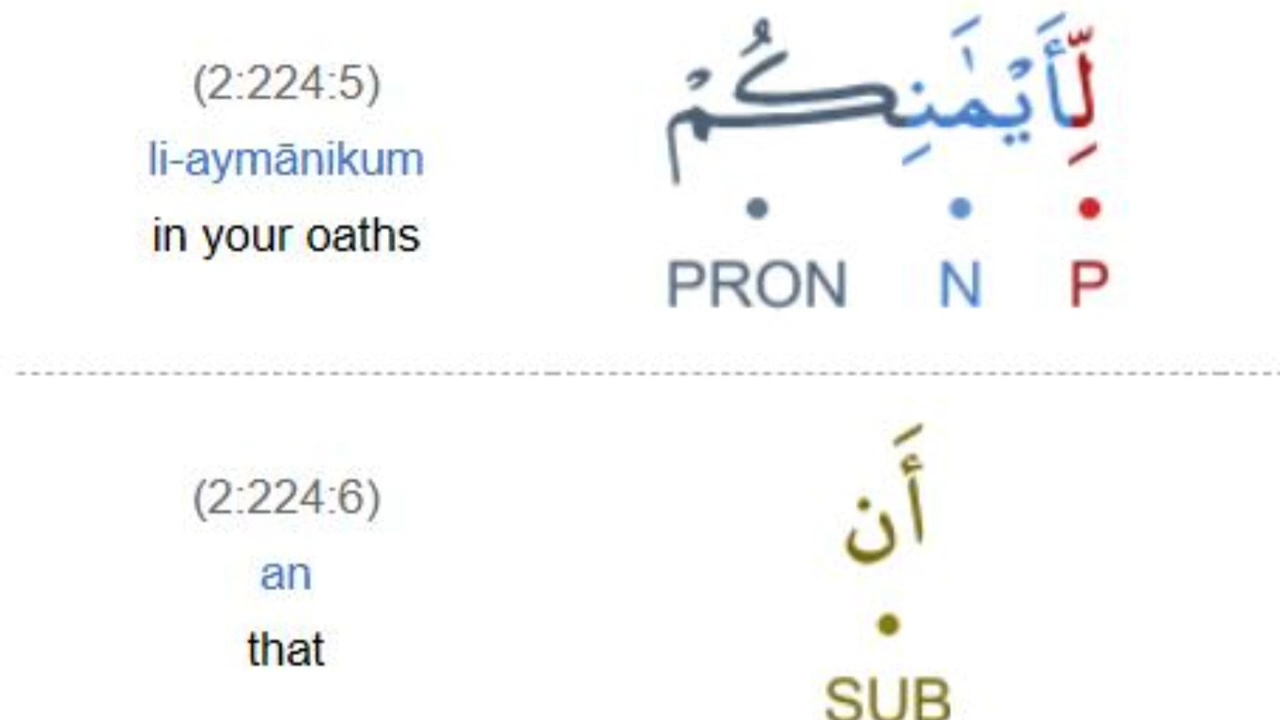 (2:224:5)
li-aymānikum
in your oaths
لِّأَيْمَٰنِكُمْ
PRON N P
(2:224:6)
an
that
أَن
SUB